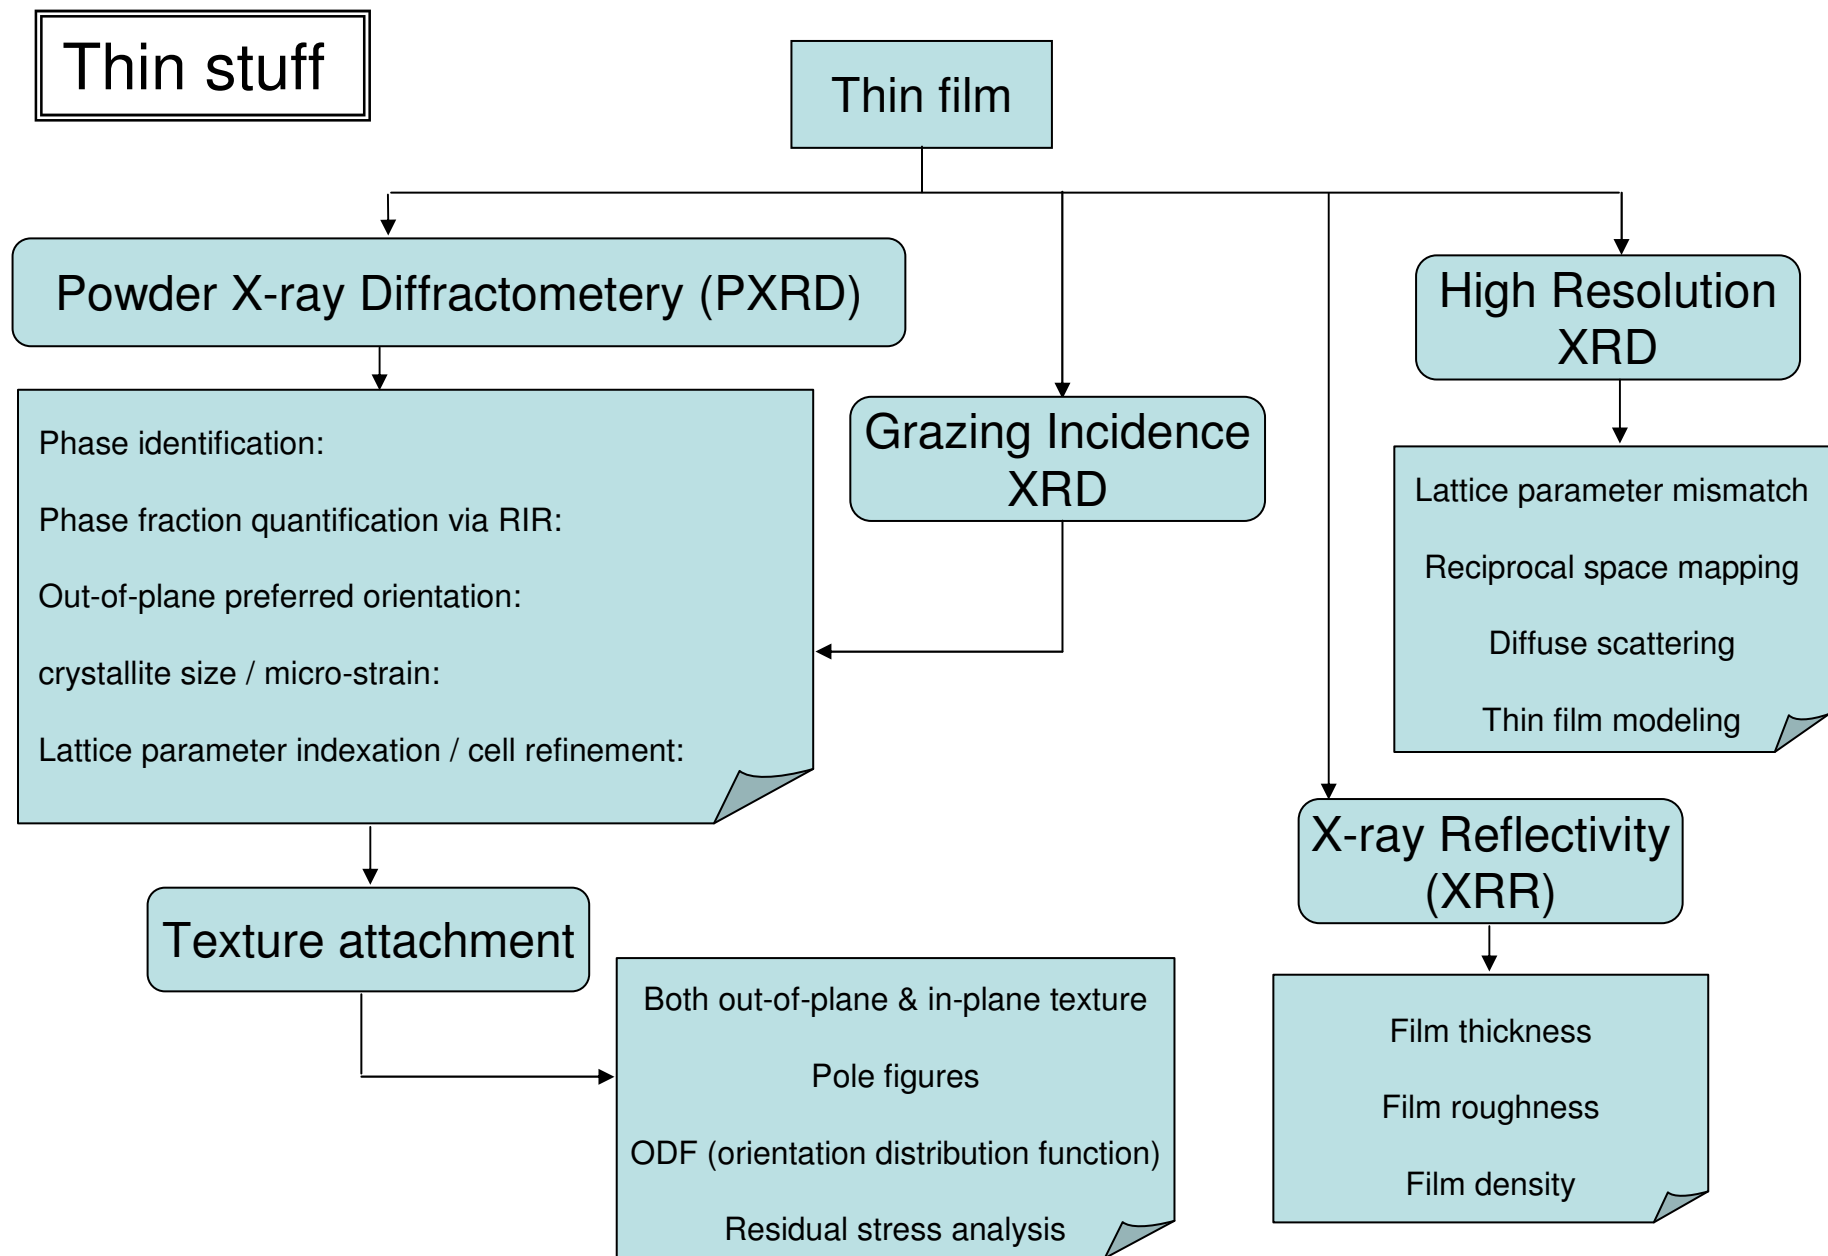 Thin stuff
Thin film
Powder X-ray Diffractometery (PXRD)
Phase identification:
Phase fraction quantification via RIR:
Out-of-plane preferred orientation:
crystallite size / micro-strain:
Lattice parameter indexation / cell refinement:
Texture attachment
Both out-of-plane & in-plane texture
Pole figures
ODF (orientation distribution function)
Residual stress analysis
Grazing Incidence
XRD
High Resolution
XRD
Lattice parameter mismatch
Reciprocal space mapping
Diffuse scattering
Thin film modeling
X-ray Reflectivity
(XRR)
Film thickness
Film roughness
Film density